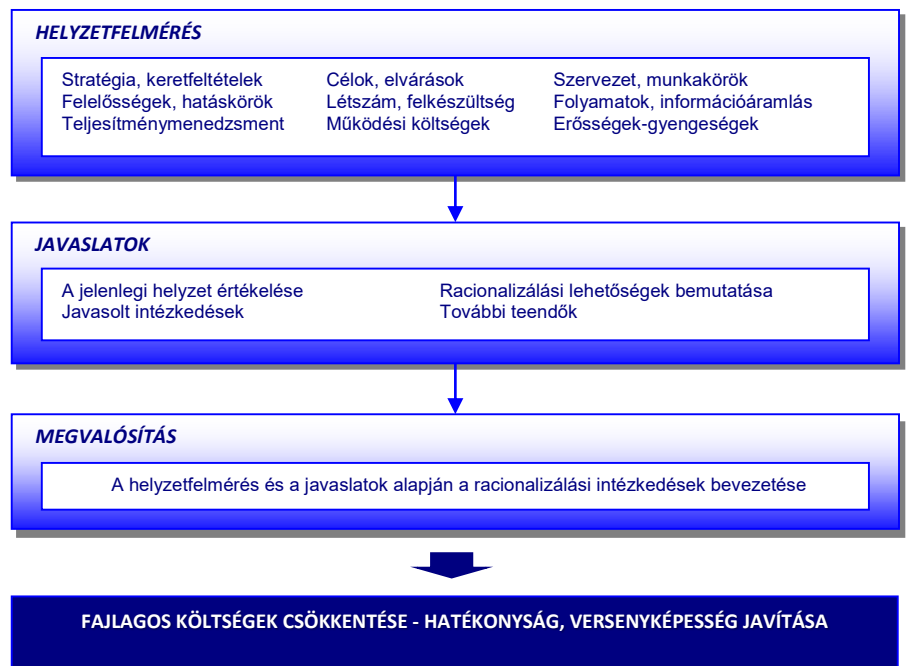 HELYZETFELMÉRÉS
Stratégia, keretfeltételek Célok, elvárások Szervezet, munkakörök
Felelősségek, hatáskörök Létszám, felkészültség Folyamatok, információáramlás
Teljesítménymenedzsment Működési költségek Erősségek-gyengeségek
JAVASLATOK
A jelenlegi helyzet értékelése Racionalizálási lehetőségek bemutatása
Javasolt intézkedések További teendők
MEGVALÓSÍTÁS
A helyzetfelmérés és a javaslatok alapján a racionalizálási intézkedések bevezetése
FAJLAGOS KÖLTSÉGEK CSÖKKENTÉSE - HATÉKONYSÁG, VERSENYKÉPESSÉG JAVÍTÁSA